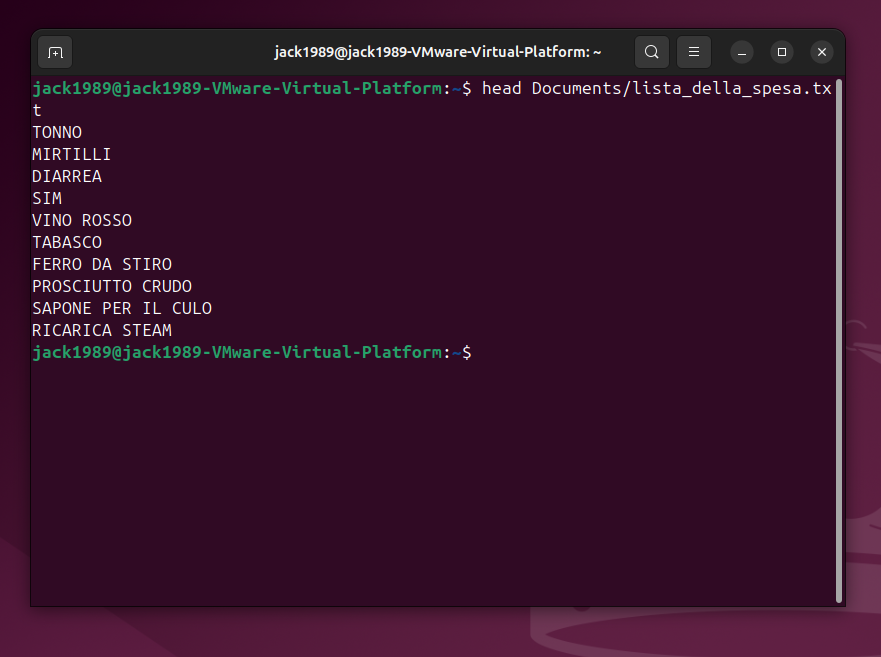 jack1989@jack1989-VMware-Virtual-Platform: ~
jack1989@jack1989-VMware-Virtual-Platform:~$ head Documents/lista_della_spesa.tx
t
TONNO
MIRTILLI
DIARREA
SIM
VINO ROSSO
TABASCO
FERRO DA STIRO
PROSCIUTTO CRUDO
SAPONE PER IL CULO
RICARICA STEAM
jack1989@jack1989-VMware-Virtual-Platform:~$